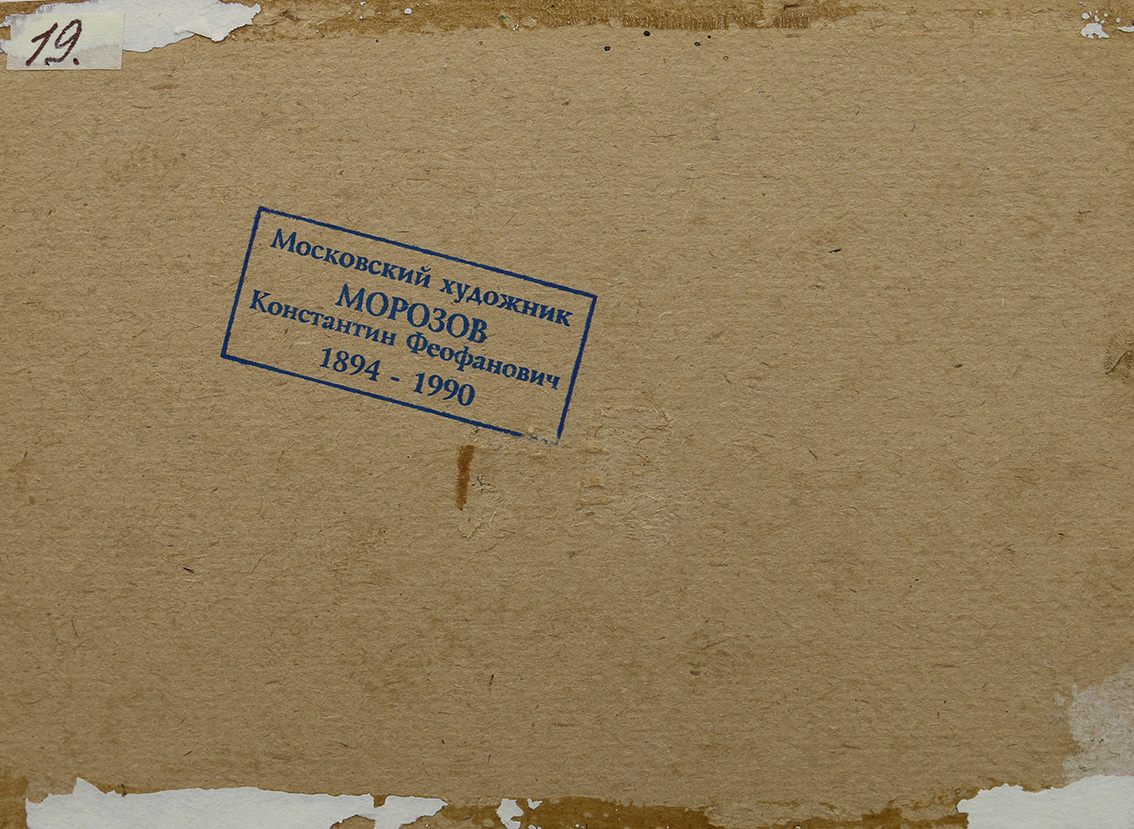 19.
Московский художник
МОРОЗОВ
Константин Феофанович
1894 - 1990